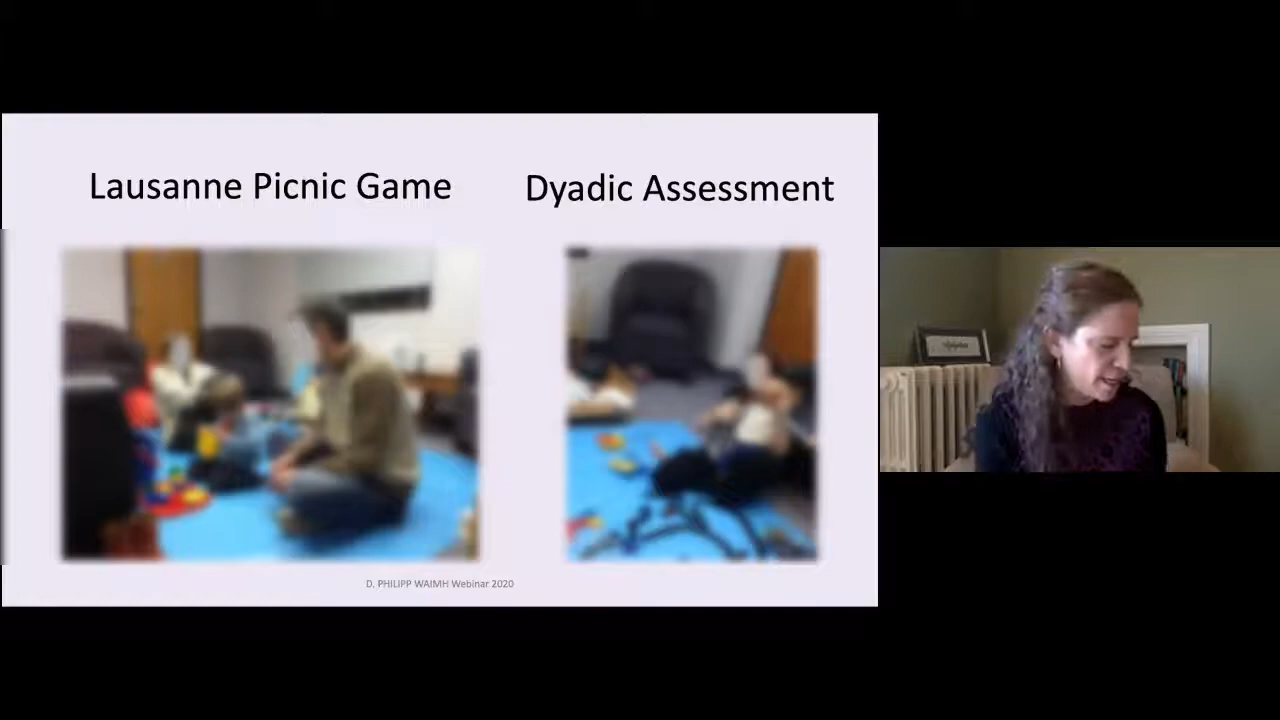 Lausanne Picnic Game
Dyadic Assessment
D. PHILIPP WAIMH Webinar 2020